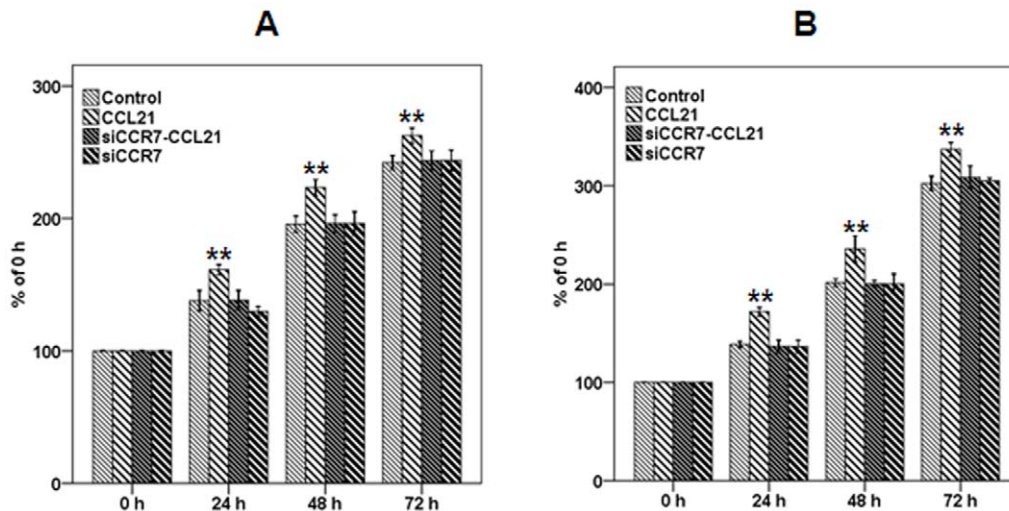 A
% of 0 h
300
200
100
0
Control
CCL21
siCCR7-CCL21
siCCR7
**
**
**
0 h
24 h
48 h
72 h
B
% of 0 h
400
300
200
100
0
Control
CCL21
siCCR7-CCL21
siCCR7
**
**
**
0 h
24 h
48 h
72 h